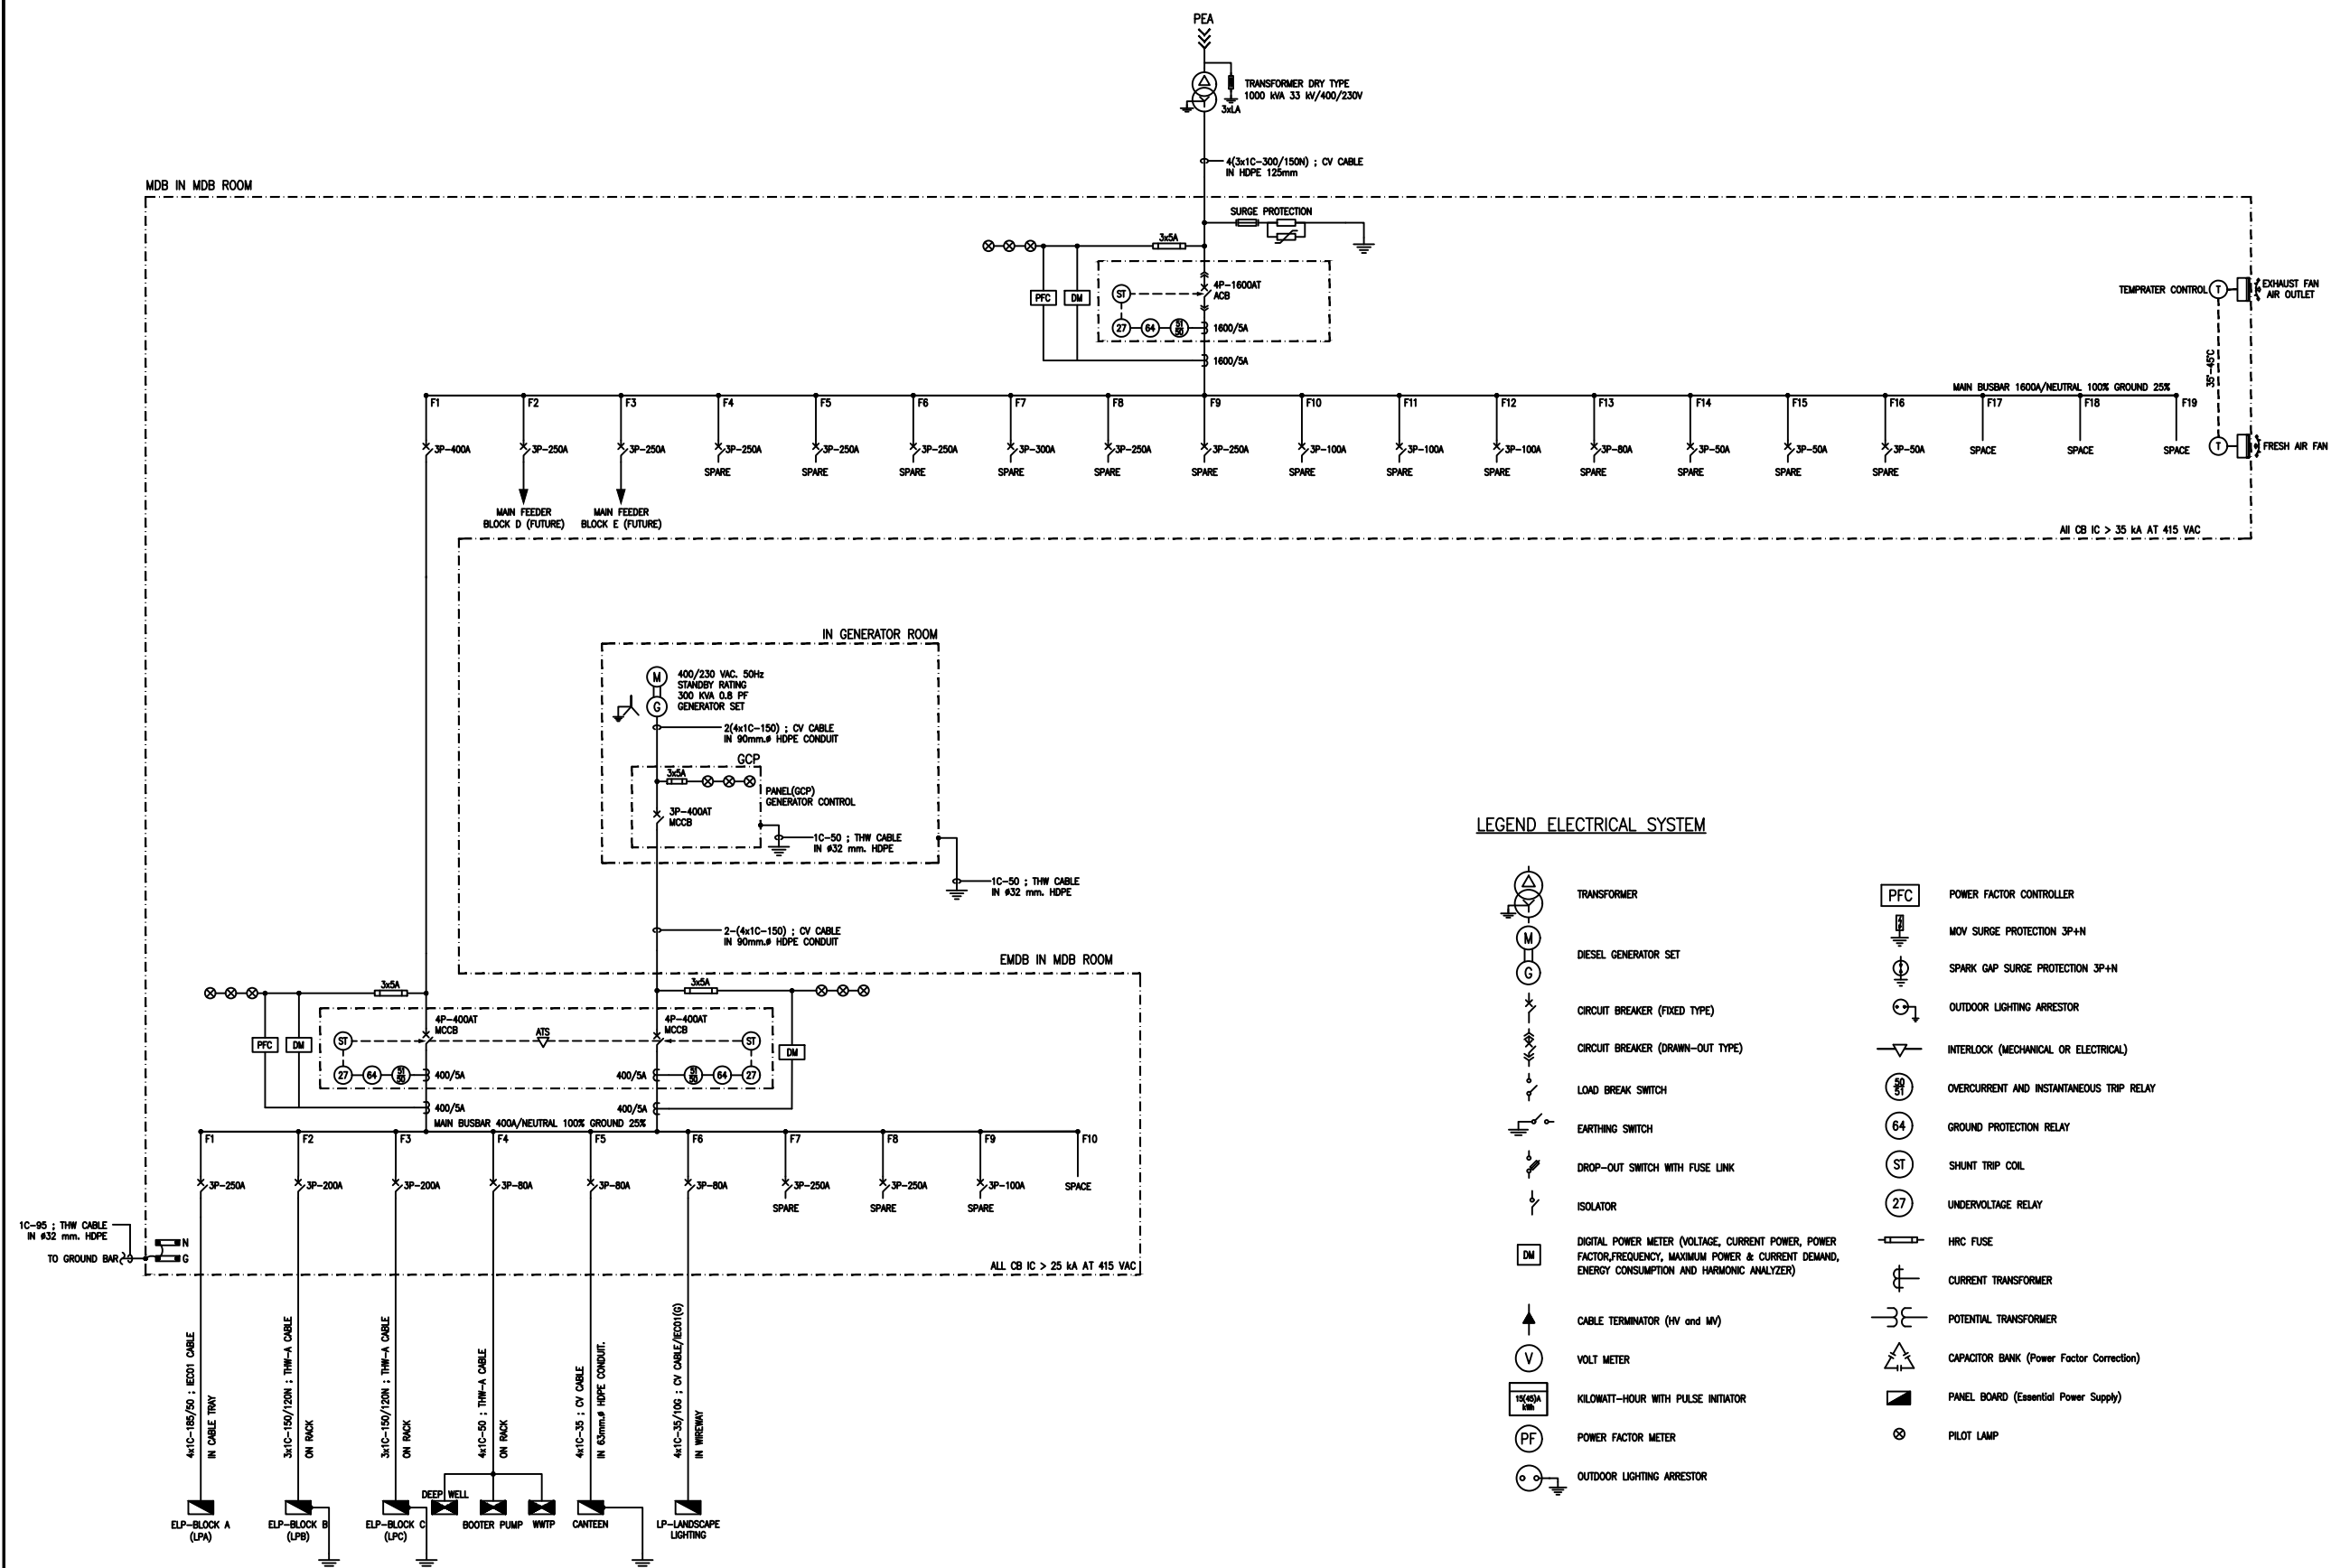 PEA
TRANSFORMER DRY TYPE
1000 kVA 33 kV/400/230V
3xLA
4(3x1C-300/150N) ; CV CABLE
IN HDPE 125mm
MDB IN MDB ROOM
SURGE PROTECTION
3x5A
PFC
DM
ST
4P-1600AT
ACB
27
64
1600/5A
1600/5A
TEMPRATER CONTROL
T
EXHAUST FAN
AIR OUTLET
35°-45°C
T
FRESH AIR FAN
MAIN BUSBAR 1600A/NEUTRAL 100% GROUND 25%
F1
F2
F3
F4
F5
F6
F7
F8
F9
F10
F11
F12
F13
F14
F15
F16
F17
F18
F19
3P-400A
3P-250A
3P-250A
3P-250A
3P-250A
3P-250A
3P-300A
3P-250A
3P-250A
3P-100A
3P-100A
3P-100A
3P-80A
3P-50A
3P-50A
3P-50A
SPACE
SPACE
SPACE
SPARE
SPARE
SPARE
SPARE
SPARE
SPARE
SPARE
SPARE
SPARE
SPARE
SPARE
SPARE
SPARE
MAIN FEEDER
BLOCK D (FUTURE)
MAIN FEEDER
BLOCK E (FUTURE)
All CB IC > 35 kA AT 415 VAC
IN GENERATOR ROOM
M
G
400/230 VAC. 50Hz
STANDBY RATING
300 KVA 0.8 PF
GENERATOR SET
2(4x1C-150) ; CV CABLE
IN 90mm.ø HDPE CONDUIT
GCP
3x5A
PANEL(GCP)
GENERATOR CONTROL
3P-400AT
MCCB
1C-50 ; THW CABLE
IN ø32 mm. HDPE
1C-50 ; THW CABLE
IN ø32 mm. HDPE
2-(4x1C-150) ; CV CABLE
IN 90mm.ø HDPE CONDUIT
EMDB IN MDB ROOM
3x5A
3x5A
PFC
DM
ST
4P-400AT
MCCB
ATS
4P-400AT
MCCB
ST
DM
27
64
400/5A
400/5A
64
27
400/5A
400/5A
MAIN BUSBAR 400A/NEUTRAL 100% GROUND 25%
F1
F2
F3
F4
F5
F6
F7
F8
F9
F10
3P-250A
3P-200A
3P-200A
3P-80A
3P-80A
3P-80A
3P-250A
3P-250A
3P-100A
SPACE
SPARE
SPARE
SPARE
1C-95 ; THW CABLE
IN ø32 mm. HDPE
N
TO GROUND BAR
G
ALL CB IC > 25 kA AT 415 VAC
4x1C-185/50 ; IEC01 CABLE
IN CABLE TRAY
3x1C-150/120N ; THW-A CABLE
ON RACK
3x1C-150/120N ; THW-A CABLE
ON RACK
4x1C-50 ; THW-A CABLE
ON RACK
4x1C-35 ; CV CABLE
IN 63mm.ø HDPE CONDUIT.
4x1C-35/10G ; CV CABLE/IEC01(G)
IN WIREWAY
DEEP WELL
ELP-BLOCK A
(LPA)
ELP-BLOCK B
(LPB)
ELP-BLOCK C
(LPC)
BOOTER PUMP
WWTP
CANTEEN
LP-LANDSCAPE
LIGHTING
LEGEND ELECTRICAL SYSTEM
TRANSFORMER
M
G
DIESEL GENERATOR SET
CIRCUIT BREAKER (FIXED TYPE)
CIRCUIT BREAKER (DRAWN-OUT TYPE)
LOAD BREAK SWITCH
EARTHING SWITCH
DROP-OUT SWITCH WITH FUSE LINK
ISOLATOR
DM
DIGITAL POWER METER (VOLTAGE, CURRENT POWER, POWER
FACTOR,FREQUENCY, MAXIMUM POWER & CURRENT DEMAND,
ENERGY CONSUMPTION AND HARMONIC ANALYZER)
CABLE TERMINATOR (HV and MV)
V
VOLT METER
15(45)A
kWh
KILOWATT-HOUR WITH PULSE INITIATOR
PF
POWER FACTOR METER
OUTDOOR LIGHTING ARRESTOR
PFC
POWER FACTOR CONTROLLER
MOV SURGE PROTECTION 3P+N
SPARK GAP SURGE PROTECTION 3P+N
OUTDOOR LIGHTING ARRESTOR
INTERLOCK (MECHANICAL OR ELECTRICAL)
50
51
OVERCURRENT AND INSTANTANEOUS TRIP RELAY
64
GROUND PROTECTION RELAY
ST
SHUNT TRIP COIL
27
UNDERVOLTAGE RELAY
HRC FUSE
CURRENT TRANSFORMER
POTENTIAL TRANSFORMER
CAPACITOR BANK (Power Factor Correction)
PANEL BOARD (Essential Power Supply)
PILOT LAMP